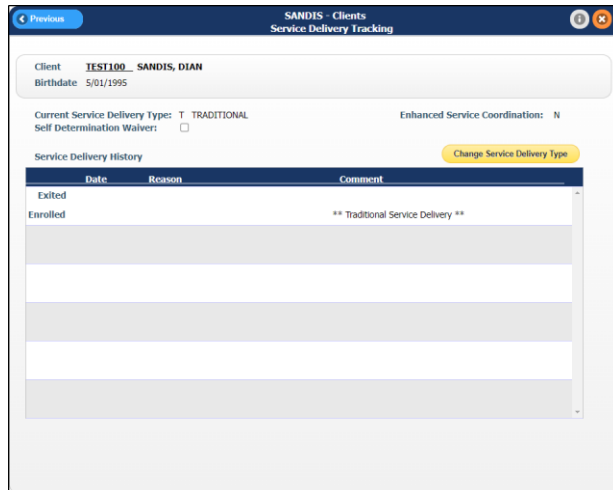 Previous
SANDIS - Clients
Service Delivery Tracking
Client TEST100 SANDIS, DIAN
Birthdate 5/01/1995
Current Service Delivery Type: T TRADITIONAL Enhanced Service Coordination: N
Self Determination Waiver:
Service Delivery History Change Service Delivery Type
Date Reason Comment
Exited
Enrolled ** Traditional Service Delivery **